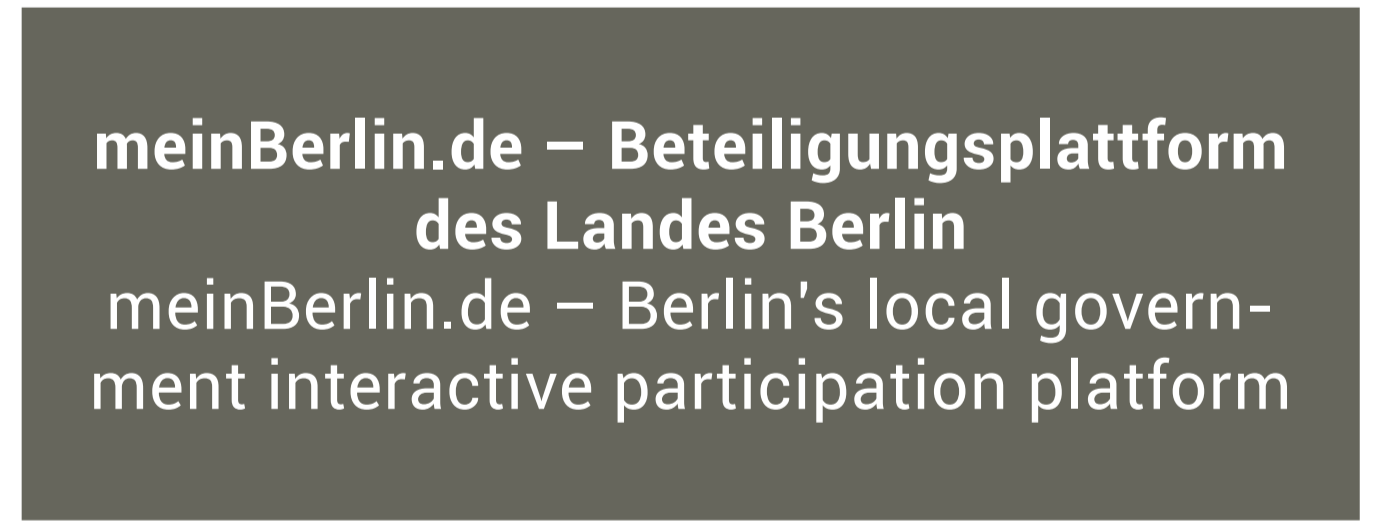 meinBerlin.de – Beteiligungsplattform
des Landes Berlin
meinBerlin.de – Berlin's local govern-
ment interactive participation platform